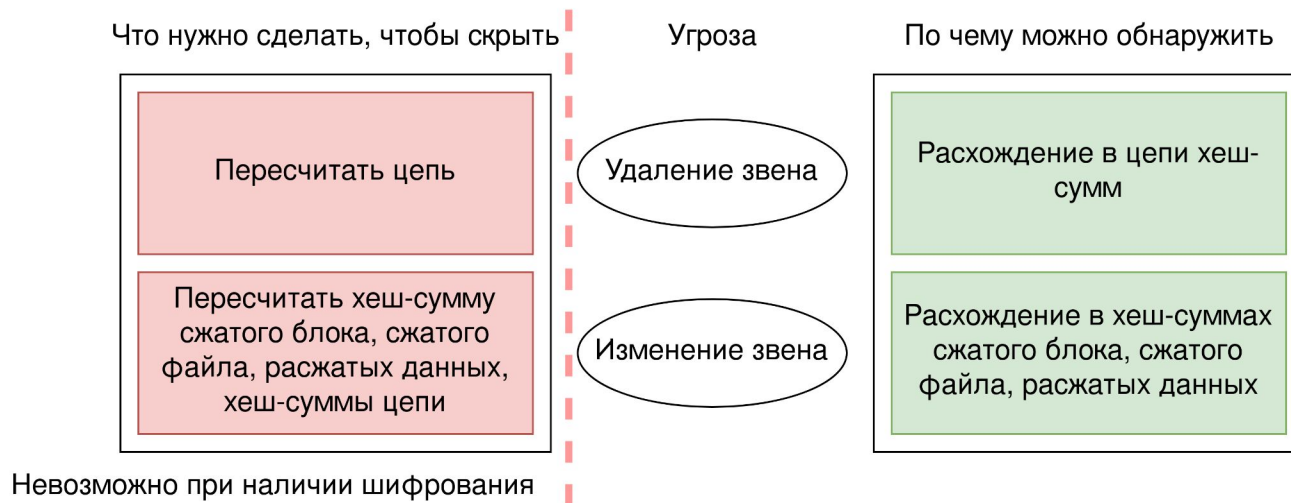 Что нужно сделать, чтобы скрыть
Угроза
По чему можно обнаружить
Пересчитать цепь
Удаление звена
Расхождение в цепи хеш-
сумм
Пересчитать хеш-сумму
сжатого блока, сжатого
файла, расжатых данных,
хеш-суммы цепи
Изменение звена
Расхождение в хеш-суммах
сжатого блока, сжатого
файла, расжатых данных
Невозможно при наличии шифрования